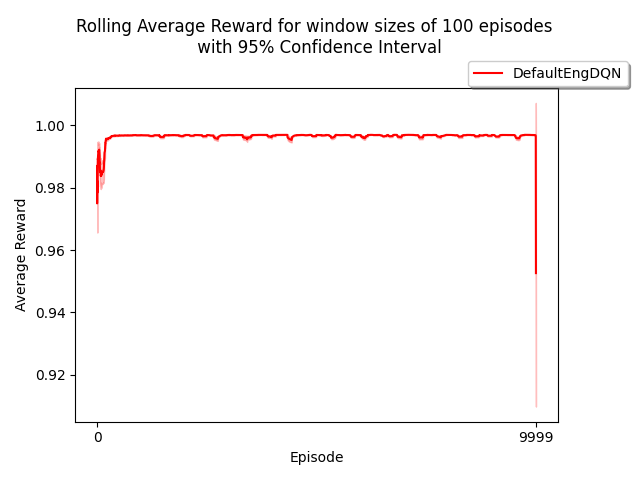 Rolling Average Reward for window sizes of 100 episodes
with 95% Confidence Interval
DefaultEngDQN
1.00
0.98
0.96
0.94
0.92
Average Reward
0
9999
Episode